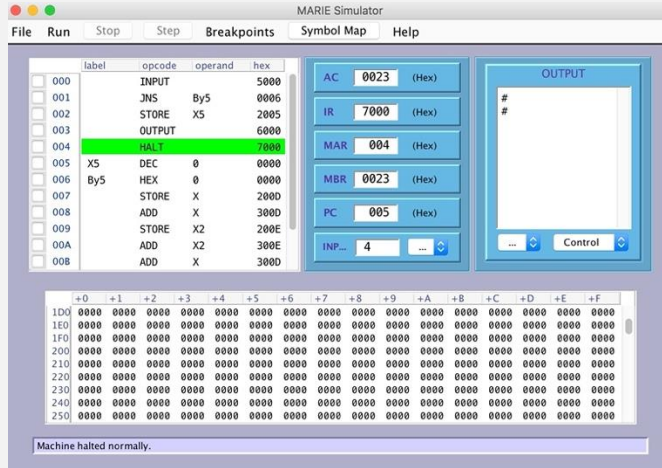 MARIE Simulator
File Run Stop Step Breakpoints Symbol Map Help
label opcode operand hex
000 INPUT 5000
001 JNS By5 0006
002 STORE X5 2005
003 OUTPUT 6000
004 HALT 7000
005 X5 DEC 0 0000
006 By5 HEX 0 0000
007 STORE X 200D
008 ADD X 300D
009 STORE X2 200E
00A ADD X2 300E
00B ADD X 300D
AC 0023 (Hex)
IR 7000 (Hex)
MAR 004 (Hex)
MBR 0023 (Hex)
PC 005 (Hex)
INP... 4 ...
OUTPUT
#
#
... Control
+0 +1 +2 +3 +4 +5 +6 +7 +8 +9 +A +B +C +D +E +F
1D0 0000 0000 0000 0000 0000 0000 0000 0000 0000 0000 0000 0000 0000 0000 0000 0000
1E0 0000 0000 0000 0000 0000 0000 0000 0000 0000 0000 0000 0000 0000 0000 0000 0000
1F0 0000 0000 0000 0000 0000 0000 0000 0000 0000 0000 0000 0000 0000 0000 0000 0000
200 0000 0000 0000 0000 0000 0000 0000 0000 0000 0000 0000 0000 0000 0000 0000 0000
210 0000 0000 0000 0000 0000 0000 0000 0000 0000 0000 0000 0000 0000 0000 0000 0000
220 0000 0000 0000 0000 0000 0000 0000 0000 0000 0000 0000 0000 0000 0000 0000 0000
230 0000 0000 0000 0000 0000 0000 0000 0000 0000 0000 0000 0000 0000 0000 0000 0000
240 0000 0000 0000 0000 0000 0000 0000 0000 0000 0000 0000 0000 0000 0000 0000 0000
250 0000 0000 0000 0000 0000 0000 0000 0000 0000 0000 0000 0000 0000 0000 0000 0000
Machine halted normally.